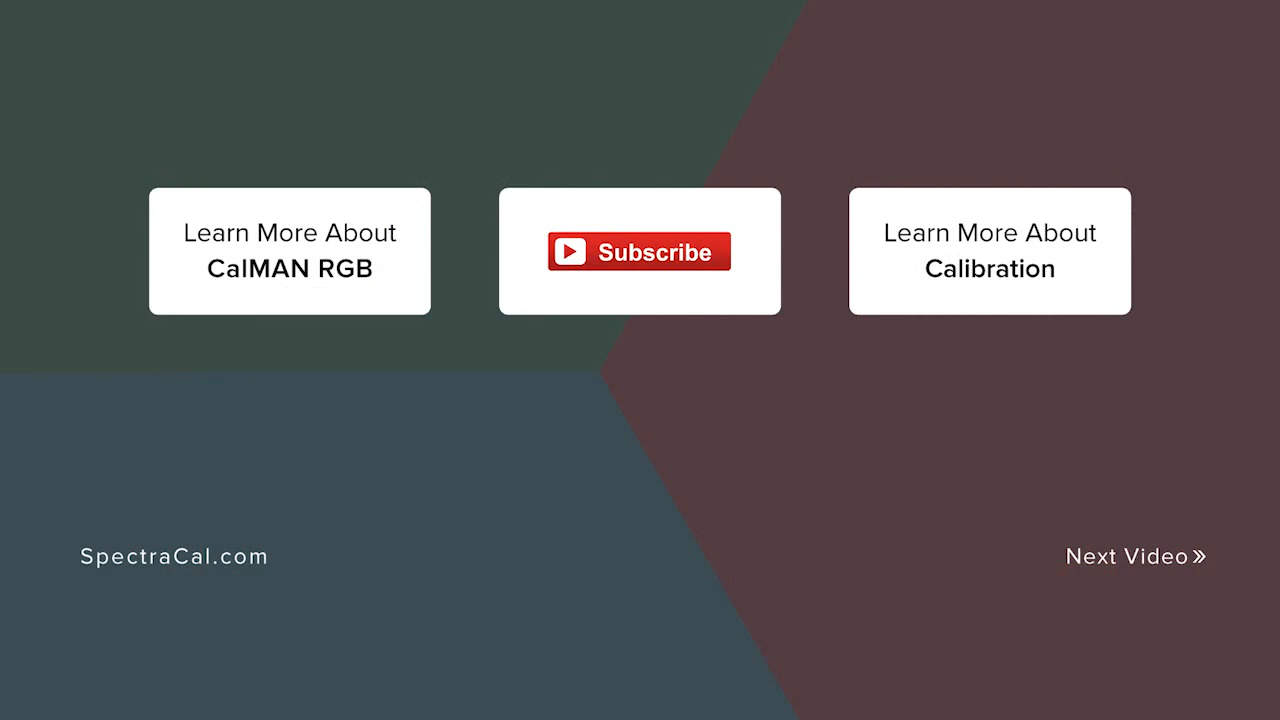 Learn More About
CalMAN RGB
Subscribe
Learn More About
Calibration
SpectraCal.com
Next Video »